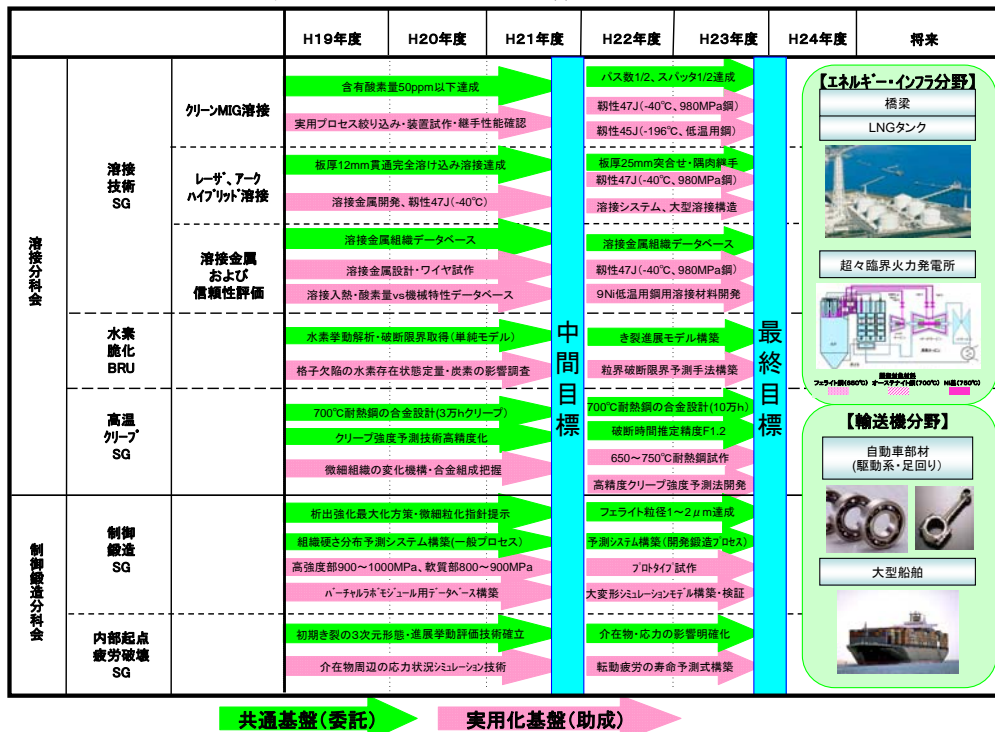 H19年度 H20年度 H21年度 H22年度 H23年度 H24年度 将来
溶接分科会
溶接
技術
SG
クリーンMIG溶接
含有酸素量50ppm以下達成
実用プロセス絞り込み・装置試作・継手性能確認
パス数1/2、スパッタ1/2達成
靱性47J(-40℃、980MPa鋼)
靱性45J(-196℃、低温用鋼)
レーザ、アーク
ハイブリッド溶接
板厚12mm貫通完全溶け込み溶接達成
溶接金属開発、靱性47J(-40℃)
板厚25mm突合せ・隅肉継手
靱性47J(-40℃、980MPa鋼)
溶接システム、大型溶接構造
溶接金属
および
信頼性評価
溶接金属組織データベース
溶接金属設計・ワイヤ試作
溶接入熱・酸素量vs機械特性データベース
溶接金属組織データベース
靱性47J(-40℃、980MPa鋼)
9Ni低温用鋼用溶接材料開発
水素
脆化
BRU
水素挙動解析・破断限界取得(単純モデル)
格子欠陥の水素存在状態定量・炭素の影響調査
き裂進展モデル構築
粒界破断限界予測手法構築
高温
クリープ
SG
700℃耐熱鋼の合金設計(3万hクリープ)
クリープ強度予測技術高精度化
微細組織の変化機構・合金組成把握
700℃耐熱鋼の合金設計(10万h)
破断時間推定精度F1.2
650～750℃耐熱鋼試作
高精度クリープ強度予測法開発
制御鍛造分科会
制御
鍛造
SG
析出強化最大化方策・微細粒化指針提示
組織硬さ分布予測システム構築(一般プロセス)
高強度部900～1000MPa、軟質部800～900MPa
バーチャルラボモジュール用データベース構築
フェライト粒径1～2μm達成
予測システム構築(開発鍛造プロセス)
プロトタイプ試作
大変形シミュレーションモデル構築・検証
内部起点
疲労破壊
SG
初期き裂の3次元形態・進展挙動評価技術確立
介在物周辺の応力状況シミュレーション技術
介在物・応力の影響明確化
転動疲労の寿命予測式構築
中間目標
最終目標
【エネルギー・インフラ分野】
橋梁
LNGタンク
超々臨界火力発電所
フェライト鋼(650℃) オーステナイト鋼(700℃) Ni基(750℃)
【輸送機分野】
自動車部材
(駆動系・足回り)
大型船舶
共通基盤(委託)
実用化基盤(助成)